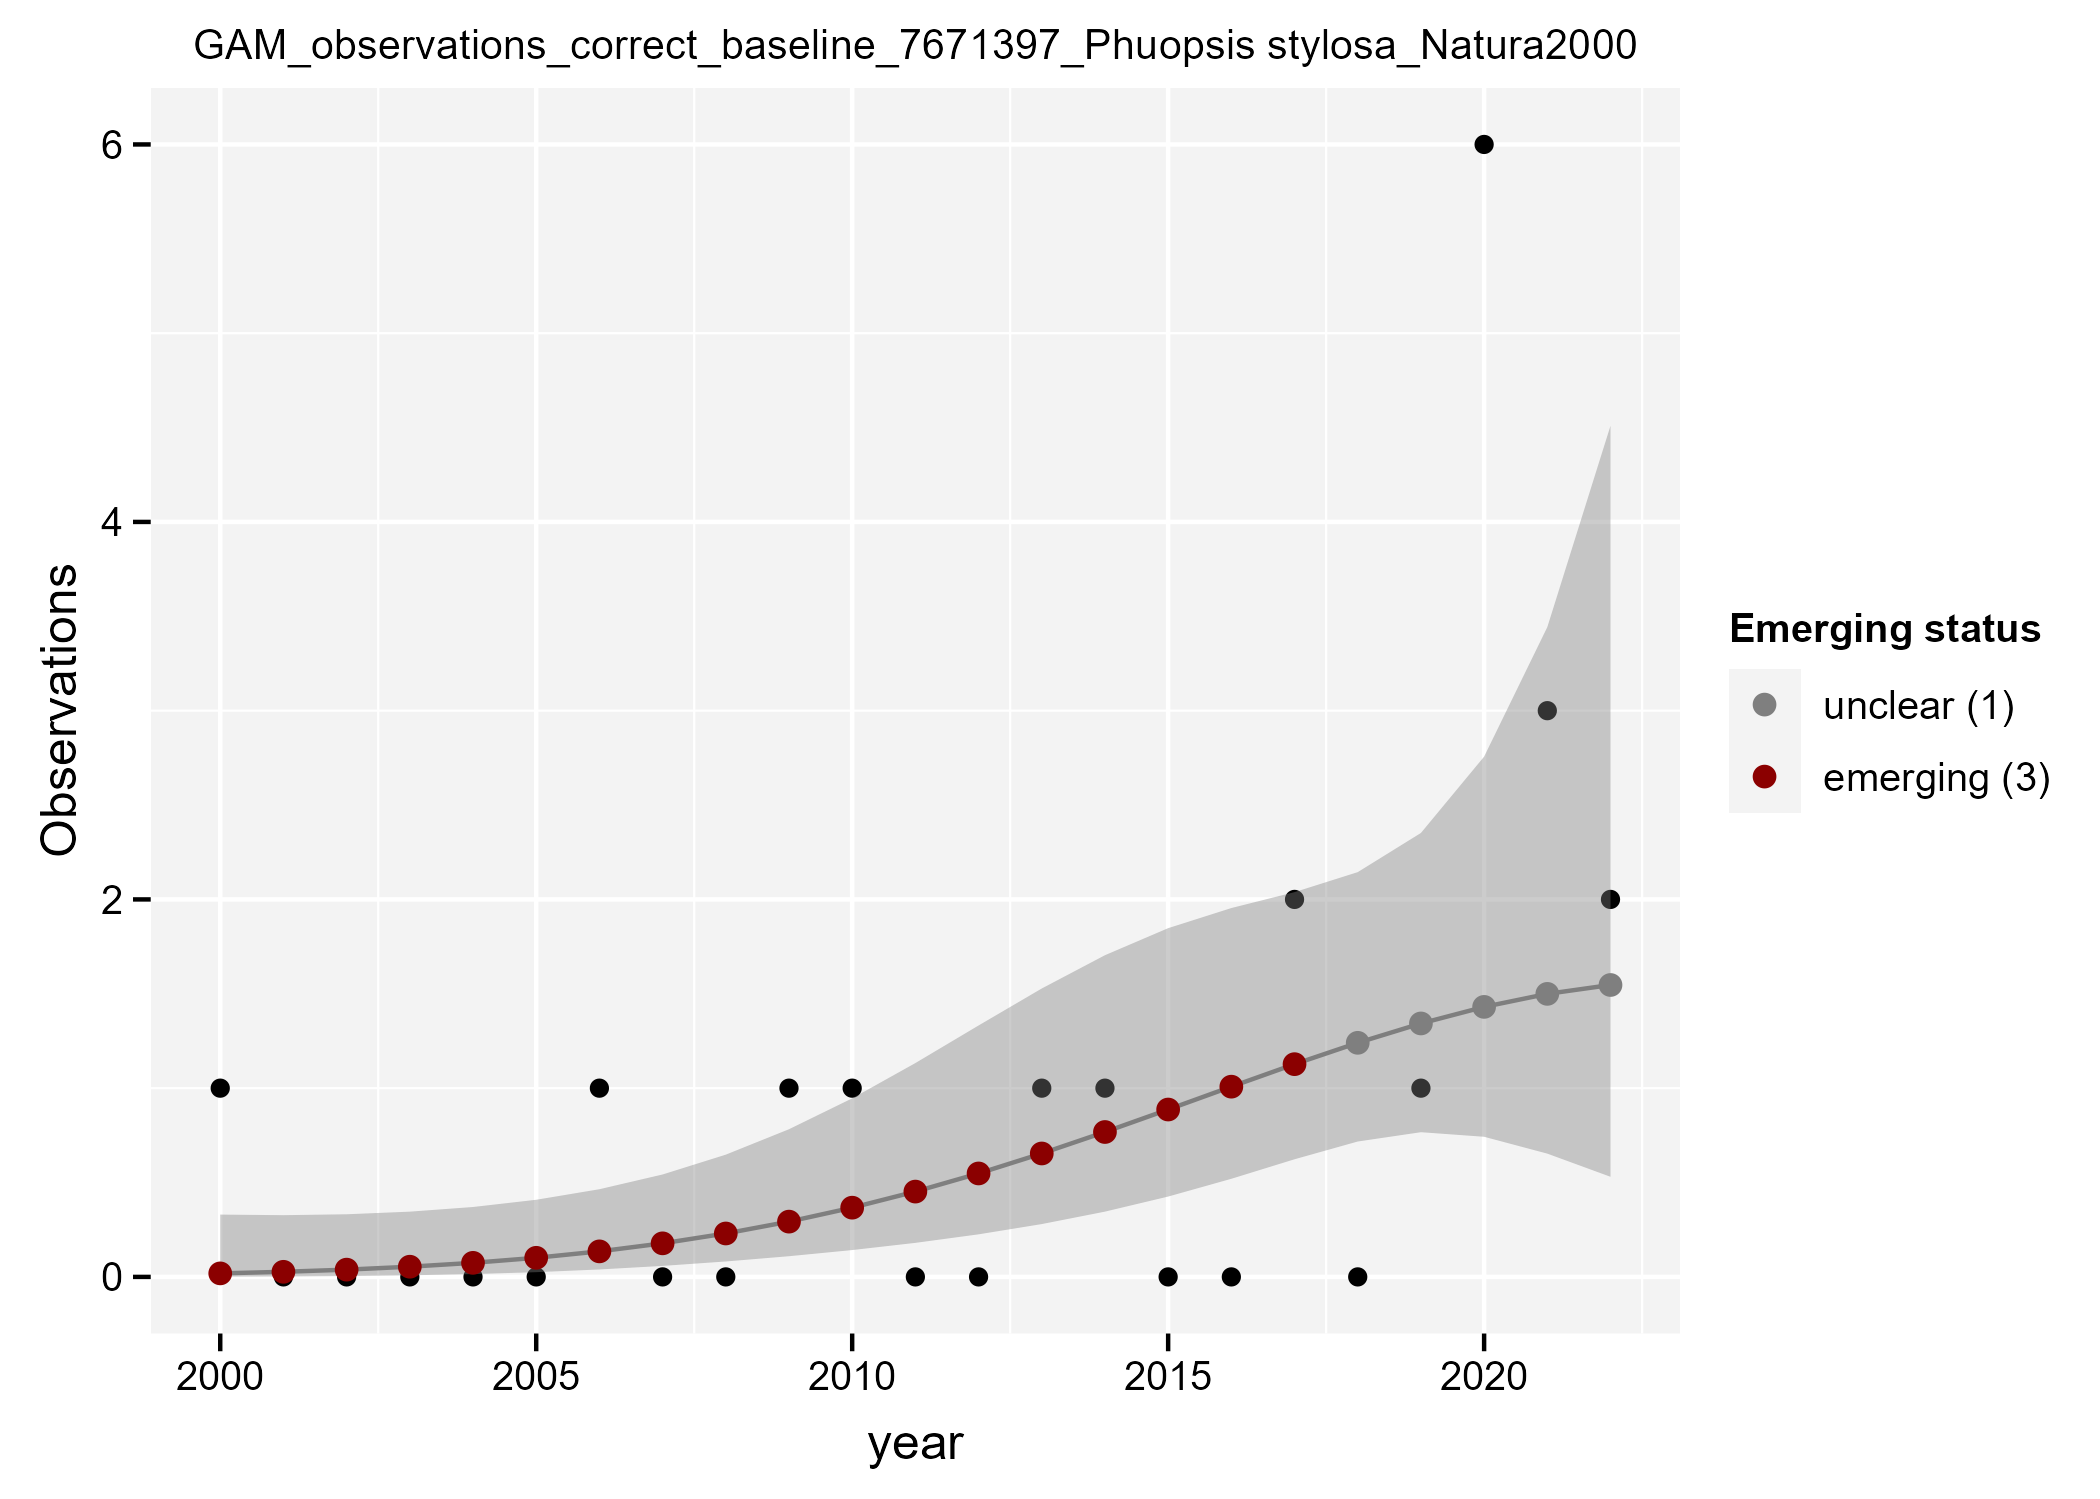 GAM_observations_correct_baseline_7671397_Phuopsis stylosa_Natura2000
6
4
2
0
Observations
2000
2005
2010
2015
2020
year
Emerging status
unclear (1)
emerging (3)